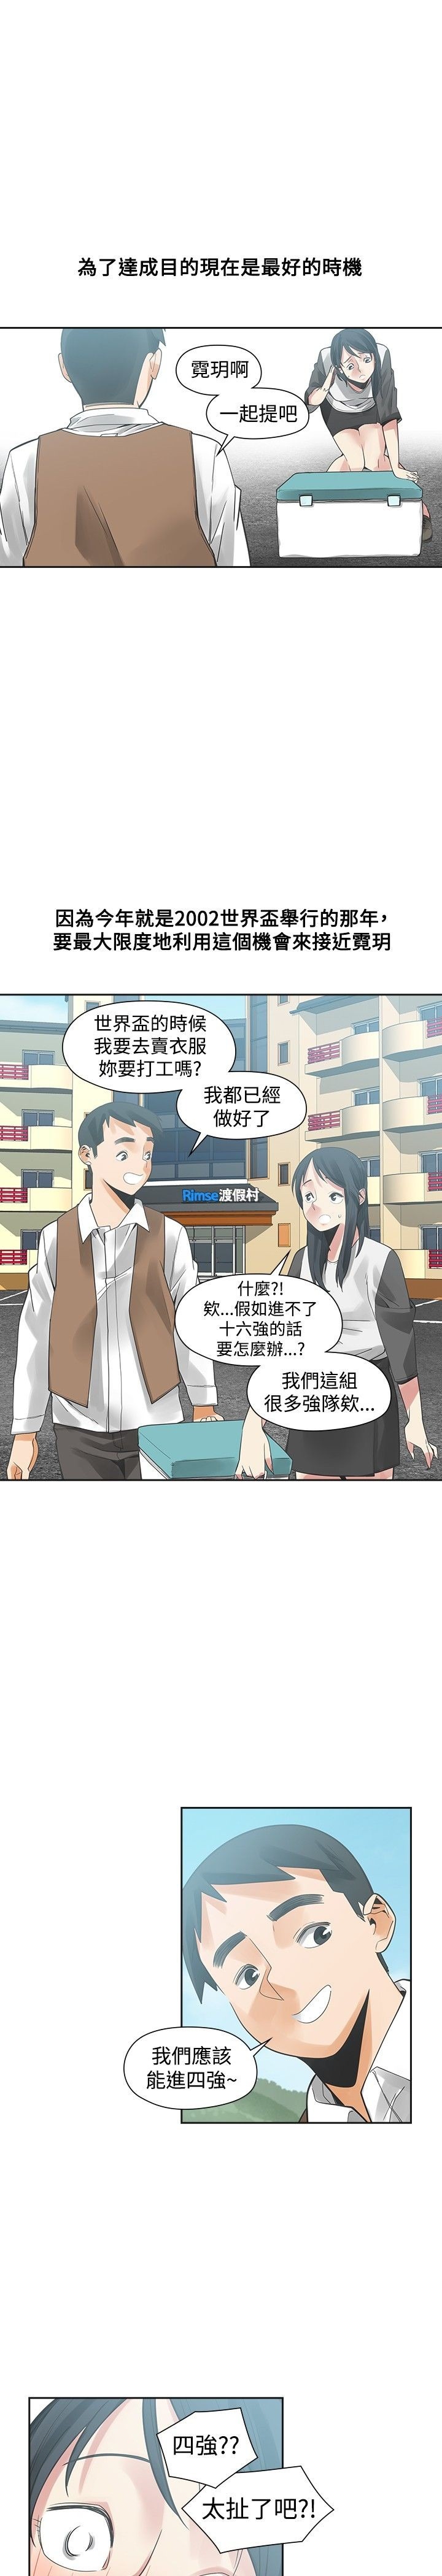 為了達成目的現在是最好的時機
霓玥啊
一起提吧
因為今年就是2002世界盃舉行的那年，
要最大限度地利用這個機會來接近霓玥
世界盃的時候
我要去賣衣服
妳要打工嗎?
我都已經
做好了
Rimse渡假村
什麼?!
欸...假如進不了
十六強的話
要怎麼辦...?
我們這組
很多強隊欸...
我們應該
能進四強~
四強??
太扯了吧?!